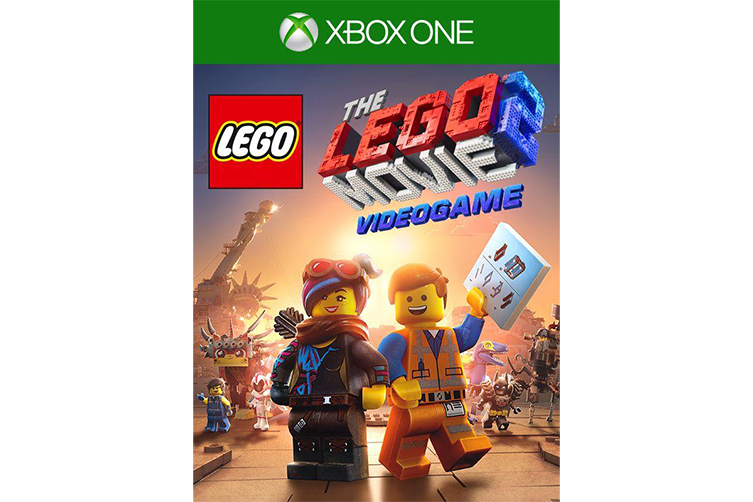 XBOX ONE
LEGO
THE
LEGO
MOVIE 2
VIDEOGAME